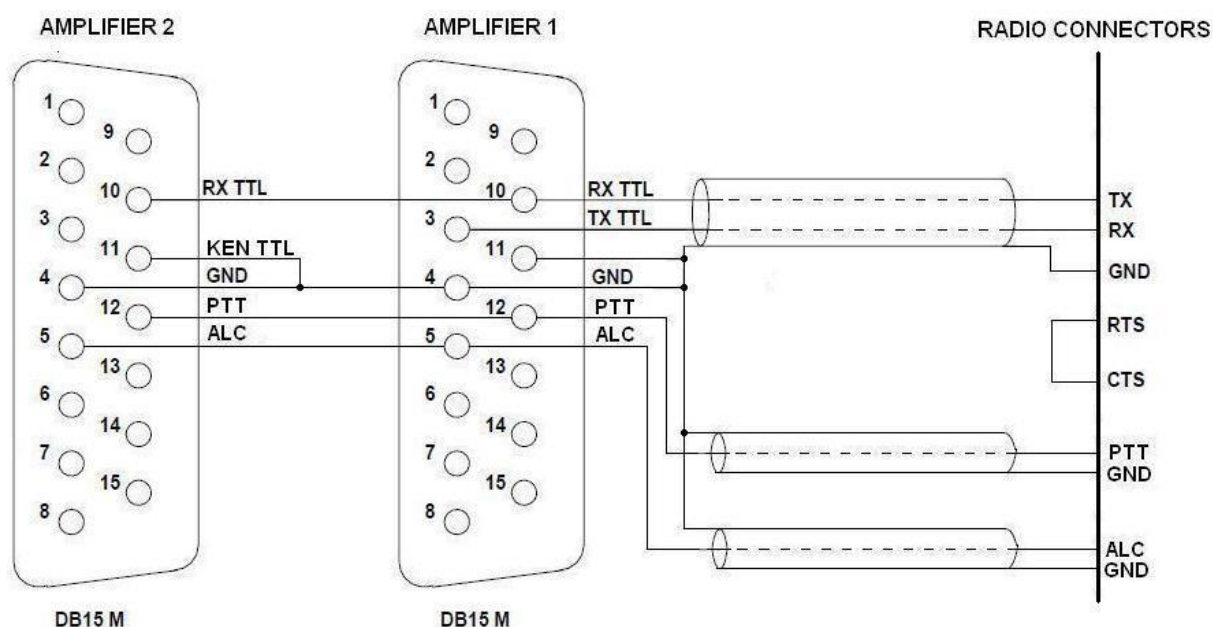 AMPLIFIER 2
AMPLIFIER 1
RADIO CONNECTORS
1
9
2
10
3
11
4
12
5
13
6
14
7
15
8
RX TTL
KEN TTL
GND
PTT
ALC
1
9
2
10
3
11
4
12
5
13
6
14
7
15
8
RX TTL
TX TTL
GND
PTT
ALC
TX
RX
GND
RTS
CTS
PTT
GND
ALC
GND
DB15 M
DB15 M